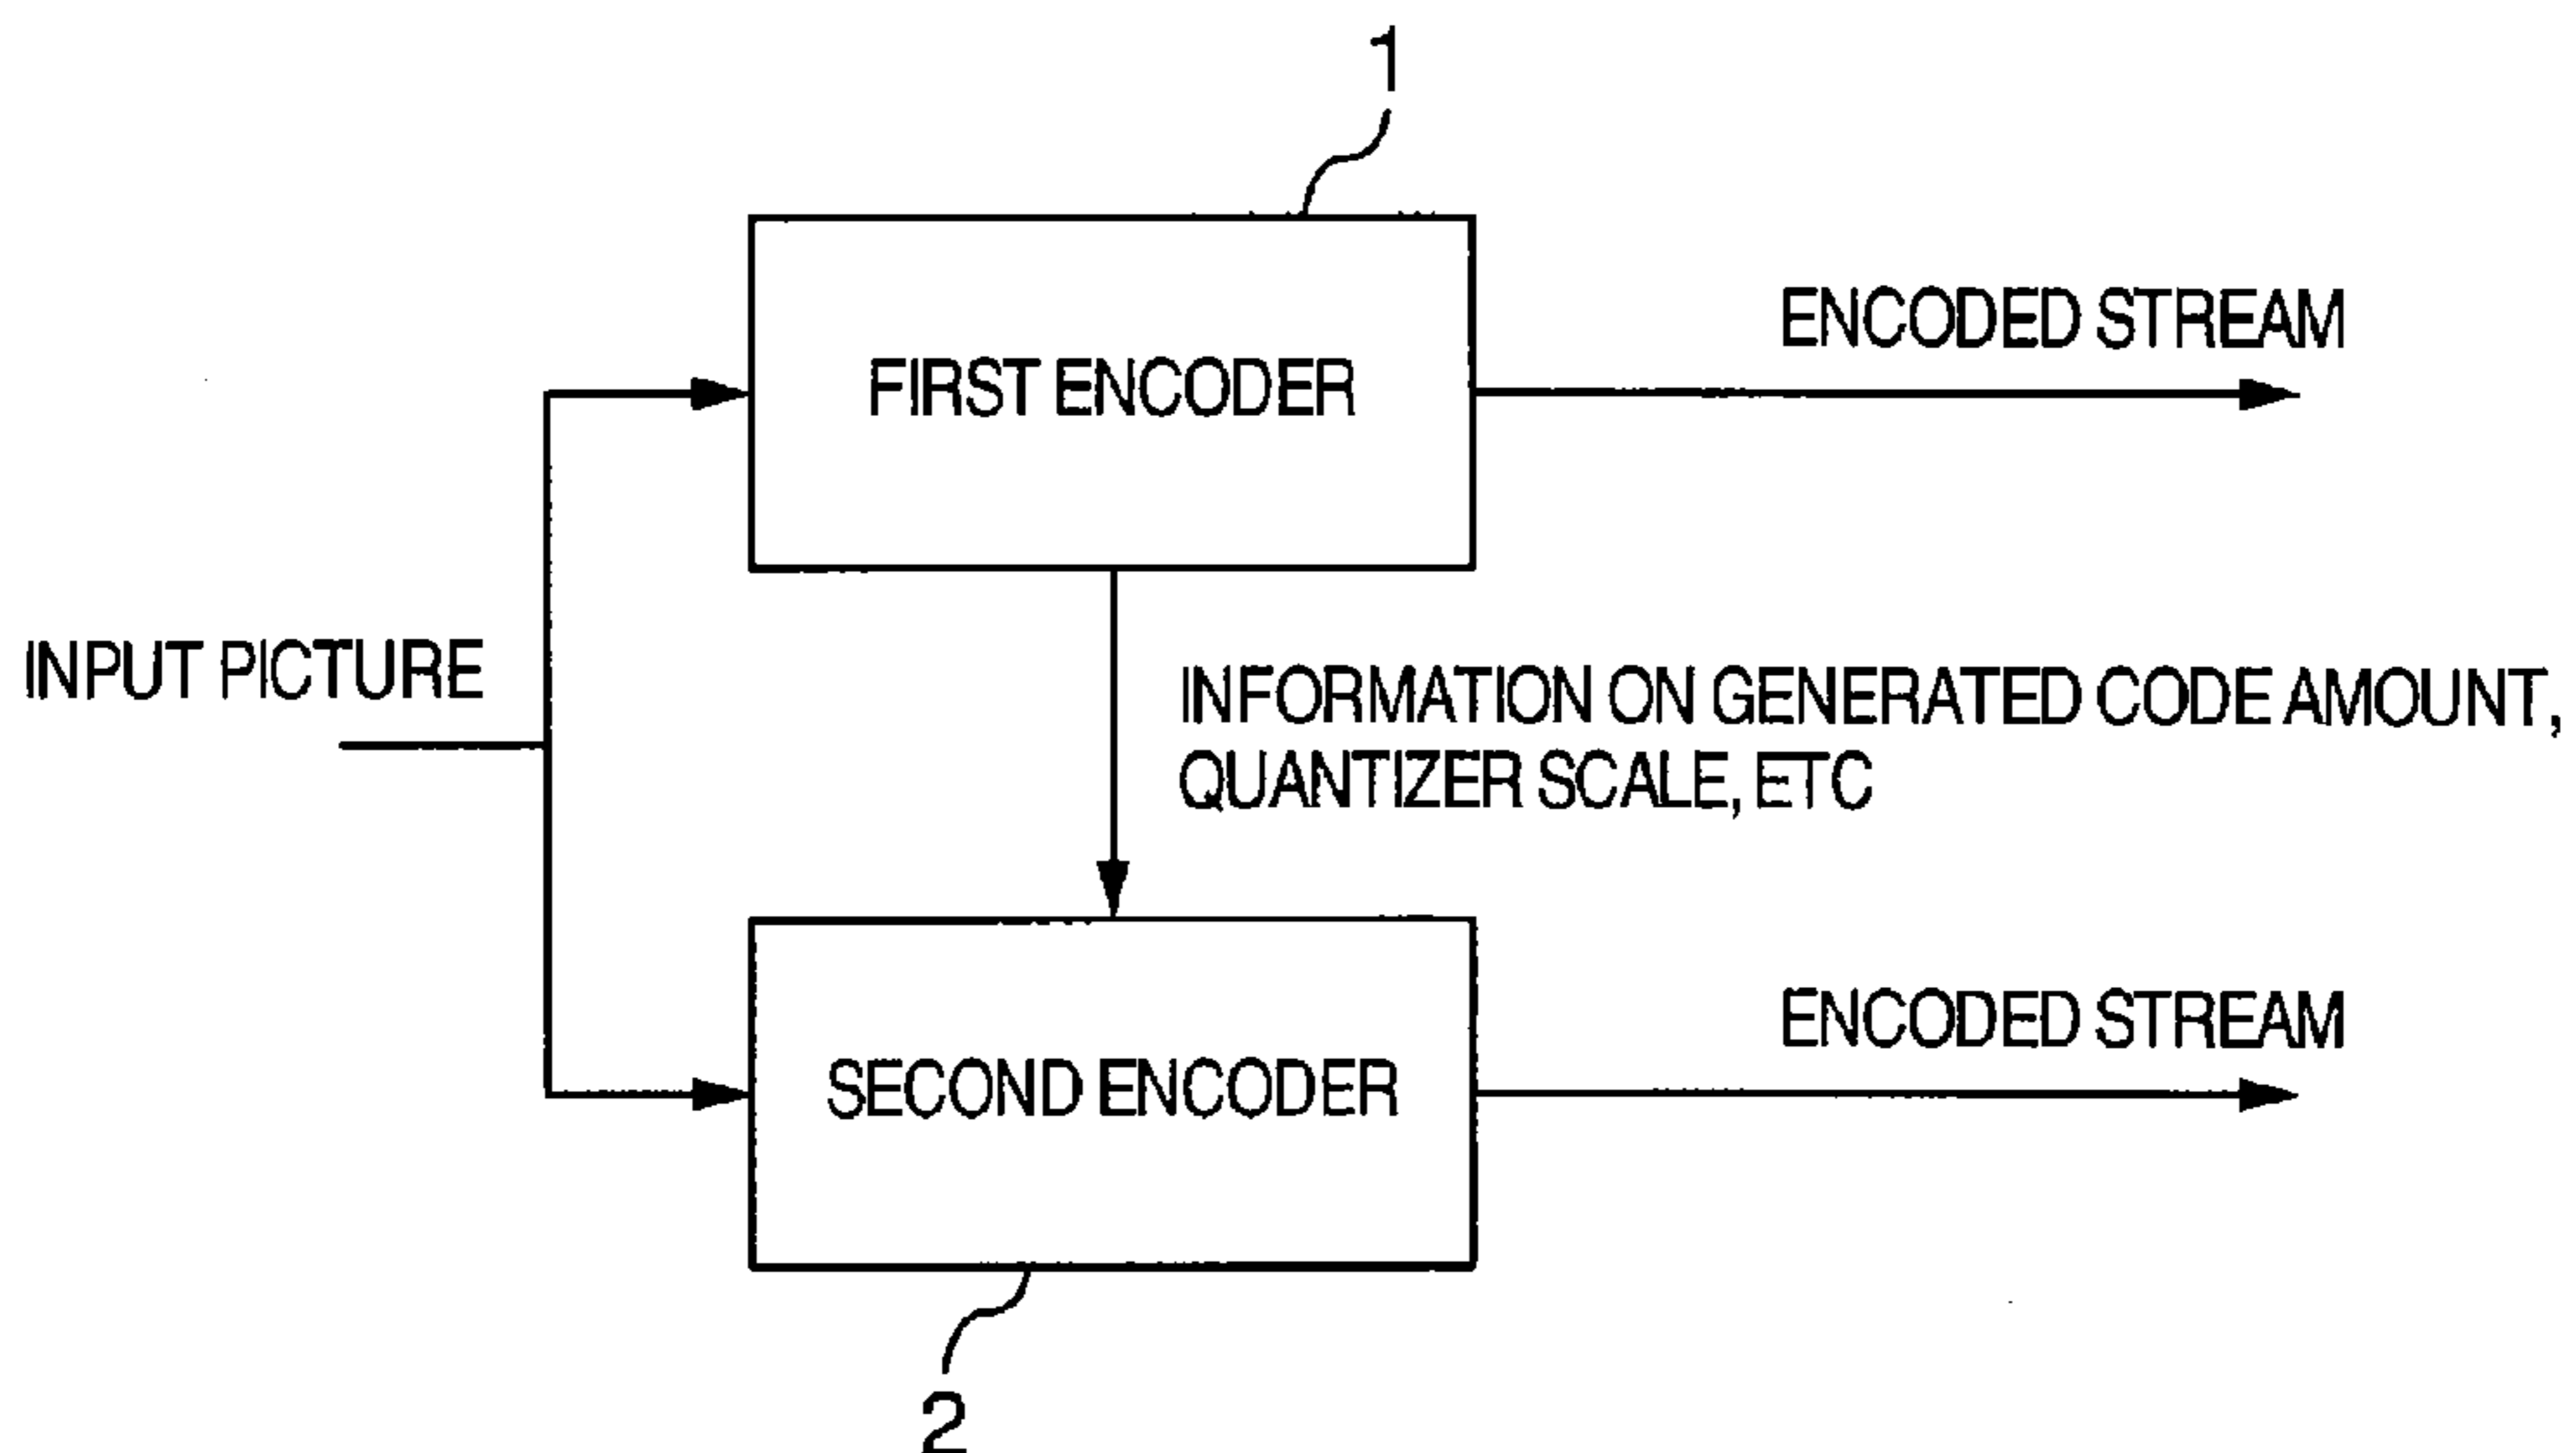 1
ENCODED STREAM
FIRST ENCODER
INPUT PICTURE
INFORMATION ON GENERATED CODE AMOUNT,
QUANTIZER SCALE, ETC
ENCODED STREAM
SECOND ENCODER
2